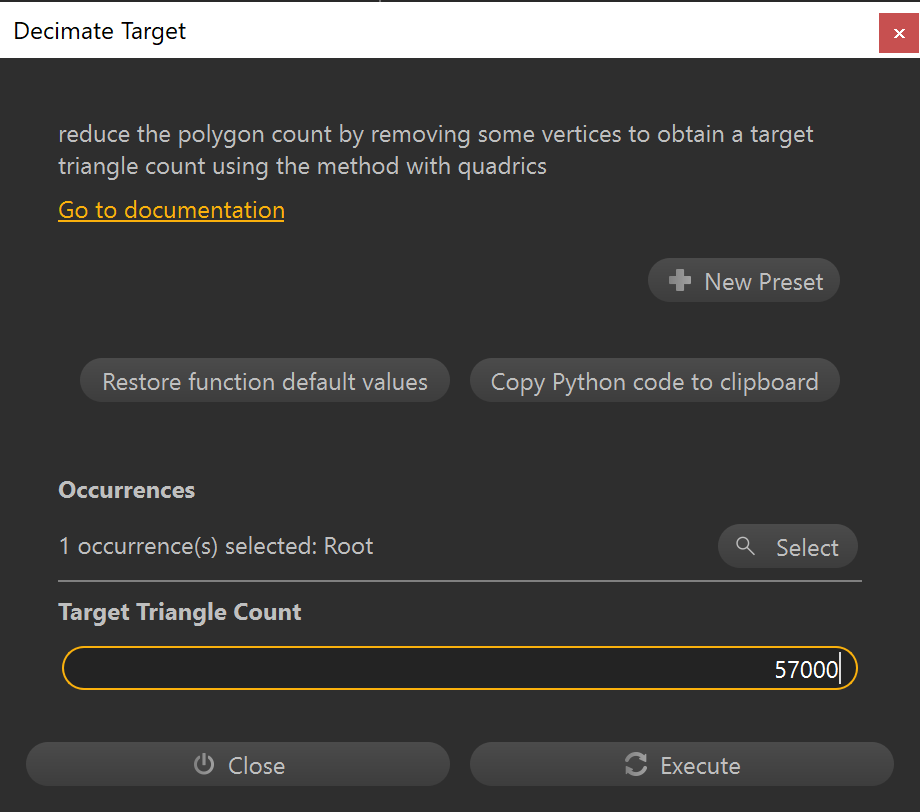 Decimate Target
reduce the polygon count by removing some vertices to obtain a target
triangle count using the method with quadrics
Go to documentation
New Preset
Restore function default values
Copy Python code to clipboard
Occurrences
1 occurrence(s) selected: Root
Select
Target Triangle Count
57000
Close
Execute